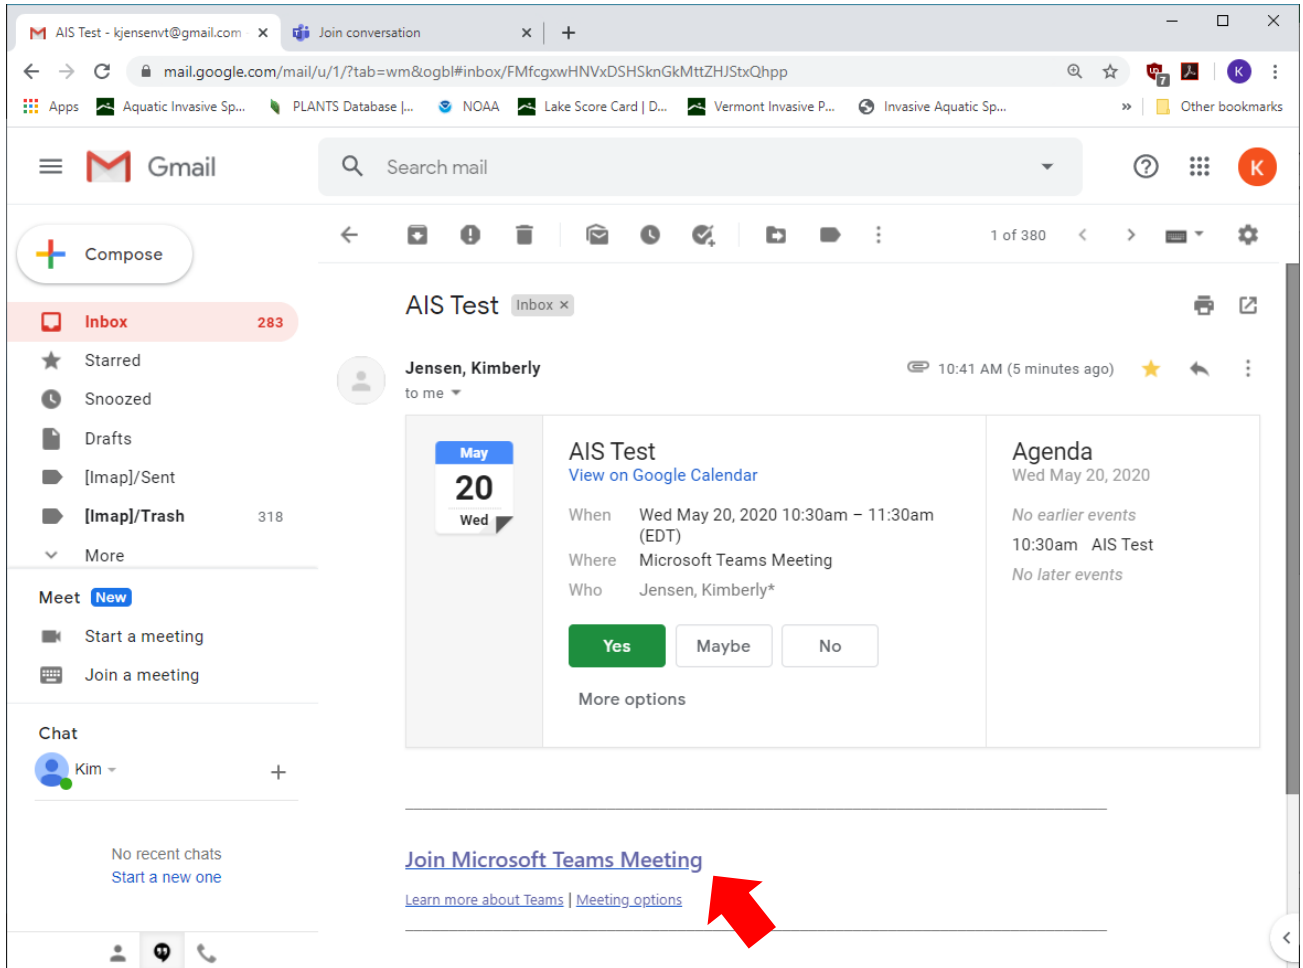 AIS Test - kjensenvt@gmail.com
Join conversation
mail.google.com/mail/u/1/?tab=wm&ogbl#inbox/FMfcgxwHNVxDSHSknGkMttZHJStxQhpp
7
K
Apps
Aquatic Invasive Sp...
PLANTS Database |...
NOAA
Lake Score Card | D...
Vermont Invasive P...
Invasive Aquatic Sp...
»
Other bookmarks
Gmail
Search mail
K
Compose
1 of 380
Inbox 283
Starred
Snoozed
Drafts
[Imap]/Sent
[Imap]/Trash 318
More
Meet New
Start a meeting
Join a meeting
Chat
Kim
No recent chats
Start a new one
AIS Test Inbox ×
Jensen, Kimberly
10:41 AM (5 minutes ago)
to me
May
20
Wed
AIS Test
View on Google Calendar
When Wed May 20, 2020 10:30am – 11:30am
(EDT)
Where Microsoft Teams Meeting
Who Jensen, Kimberly*
Yes
Maybe
No
More options
Agenda
Wed May 20, 2020
No earlier events
10:30am AIS Test
No later events
Join Microsoft Teams Meeting
Learn more about Teams | Meeting options